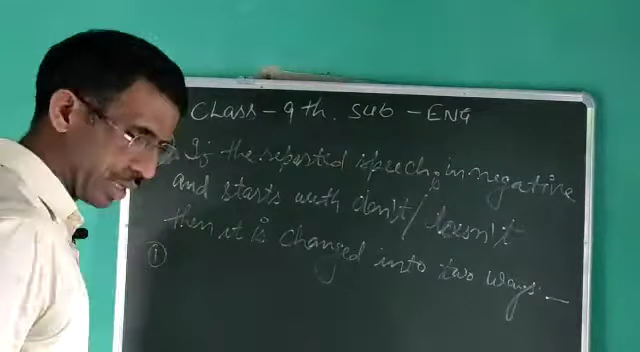 Class - 9th. Sub - ENG
If the reported speech is in negative
and starts with don't / doesn't
then it is changed into two ways. -
①